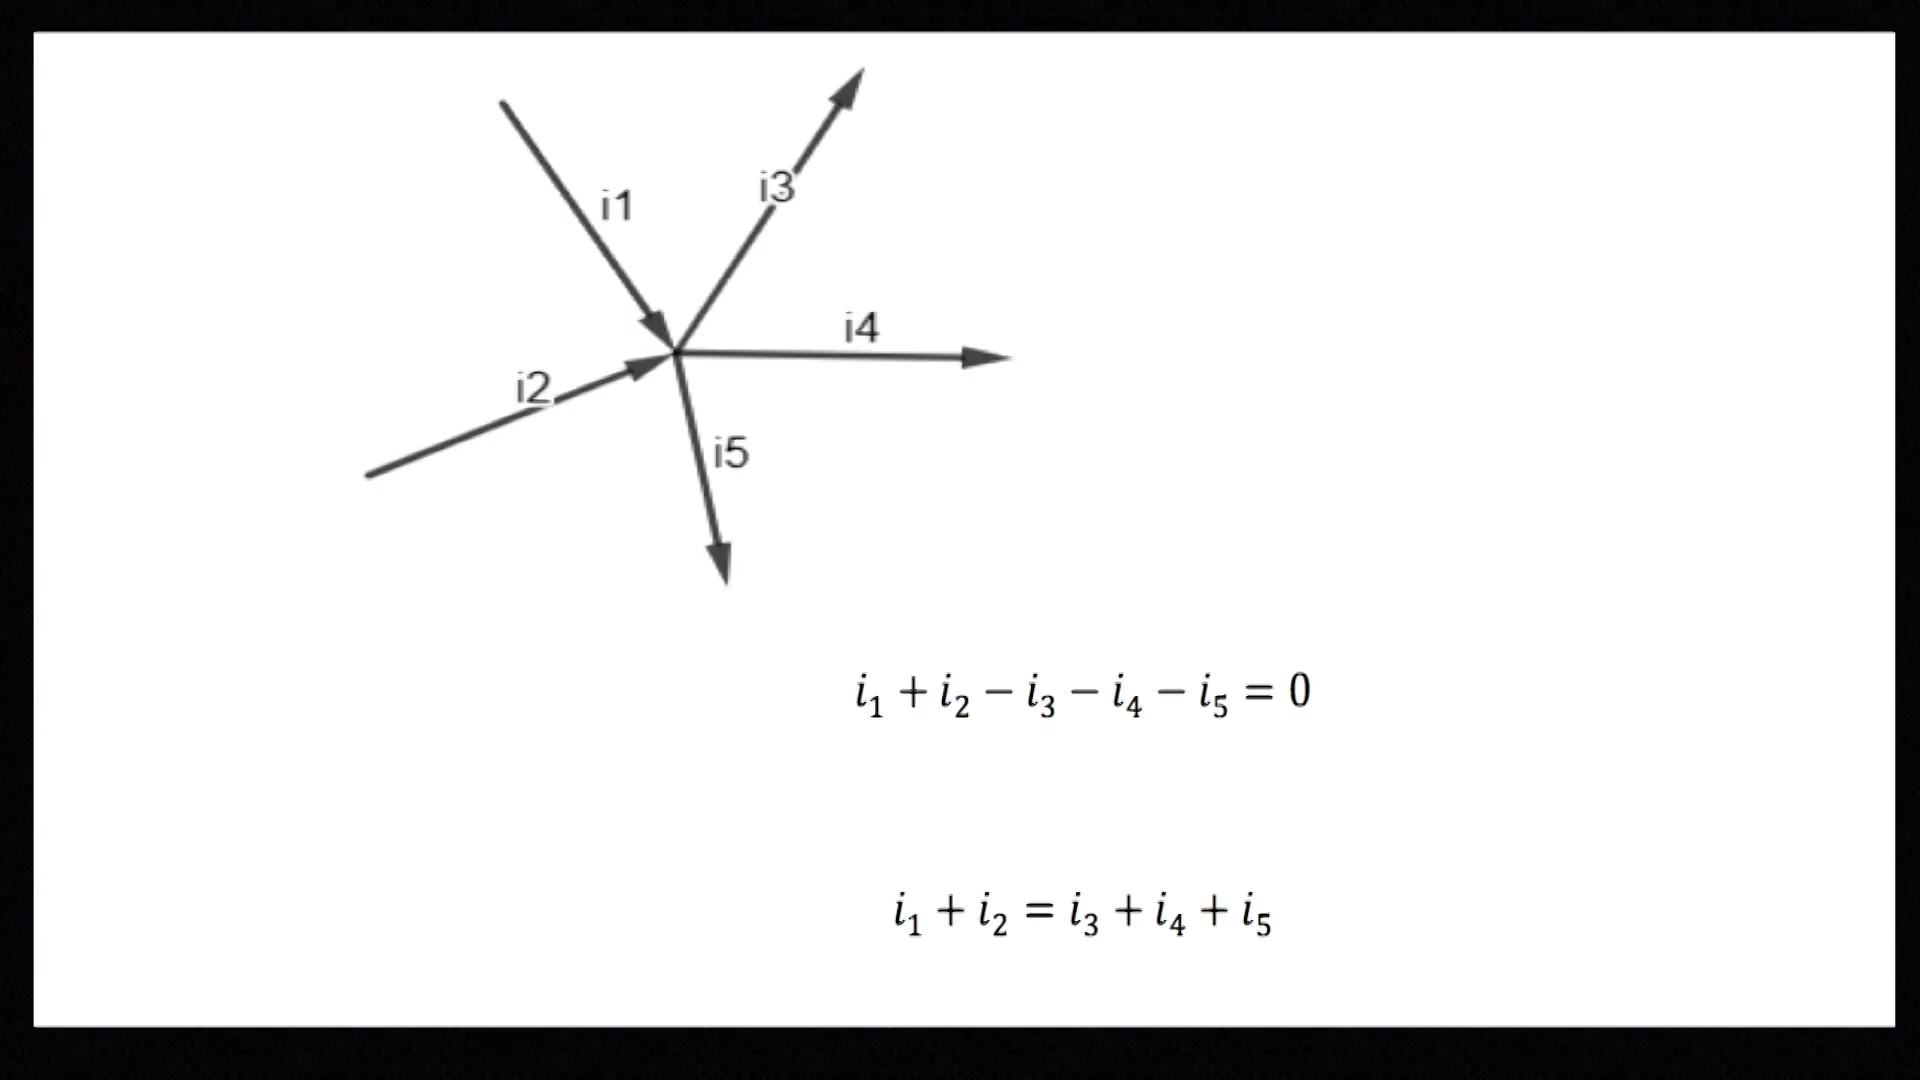 i1
i3
i4
i2
i5
i₁ + i₂ − i₃ − i₄ − i₅ = 0
i₁ + i₂ = i₃ + i₄ + i₅